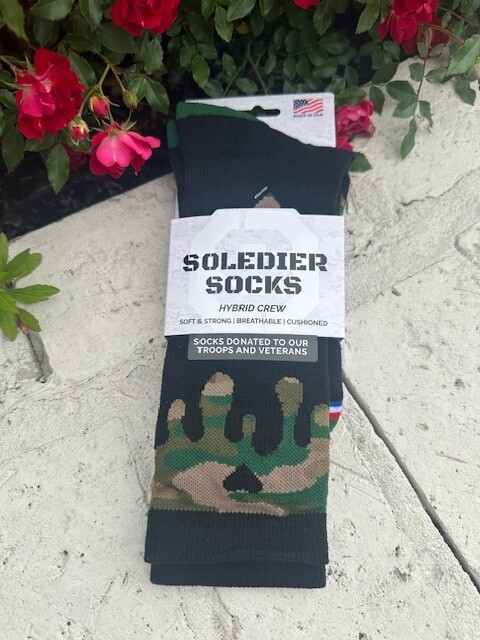 MADE IN USA
SOLEDIER
SOCKS
HYBRID CREW
SOFT & STRONG | BREATHABLE | CUSHIONED
SOCKS DONATED TO OUR
TROOPS AND VETERANS